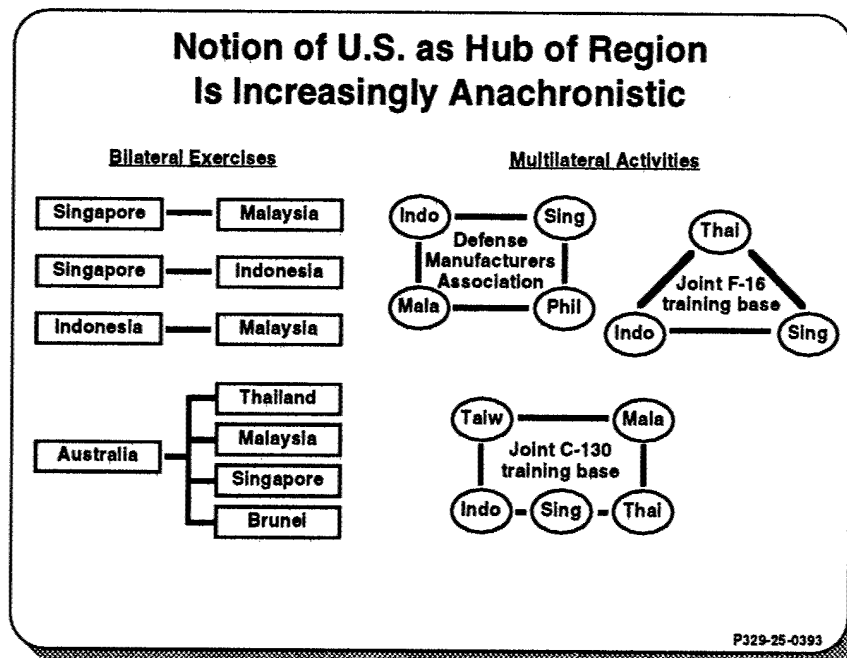 Notion of U.S. as Hub of Region
Is Increasingly Anachronistic
Bilateral Exercises
Singapore
Malaysia
Singapore
Indonesia
Indonesia
Malaysia
Australia
Thailand
Malaysia
Singapore
Brunei
Multilateral Activities
Indo
Sing
Defense
Manufacturers
Association
Mala
Phil
Thai
Joint F-16
training base
Indo
Sing
Taiw
Mala
Joint C-130
training base
Indo
Sing
Thai
P329-25-0393